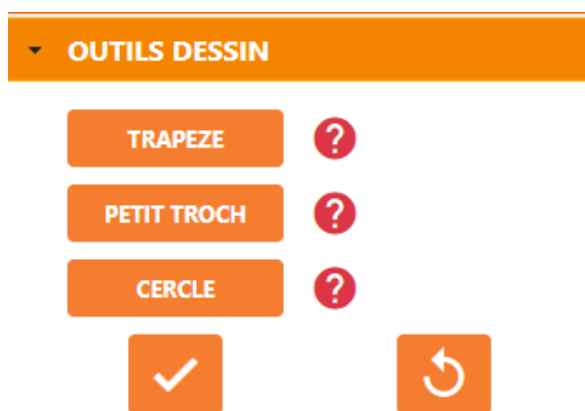 OUTILS DESSIN
TRAPEZE
?
PETIT TROCH
?
CERCLE
?